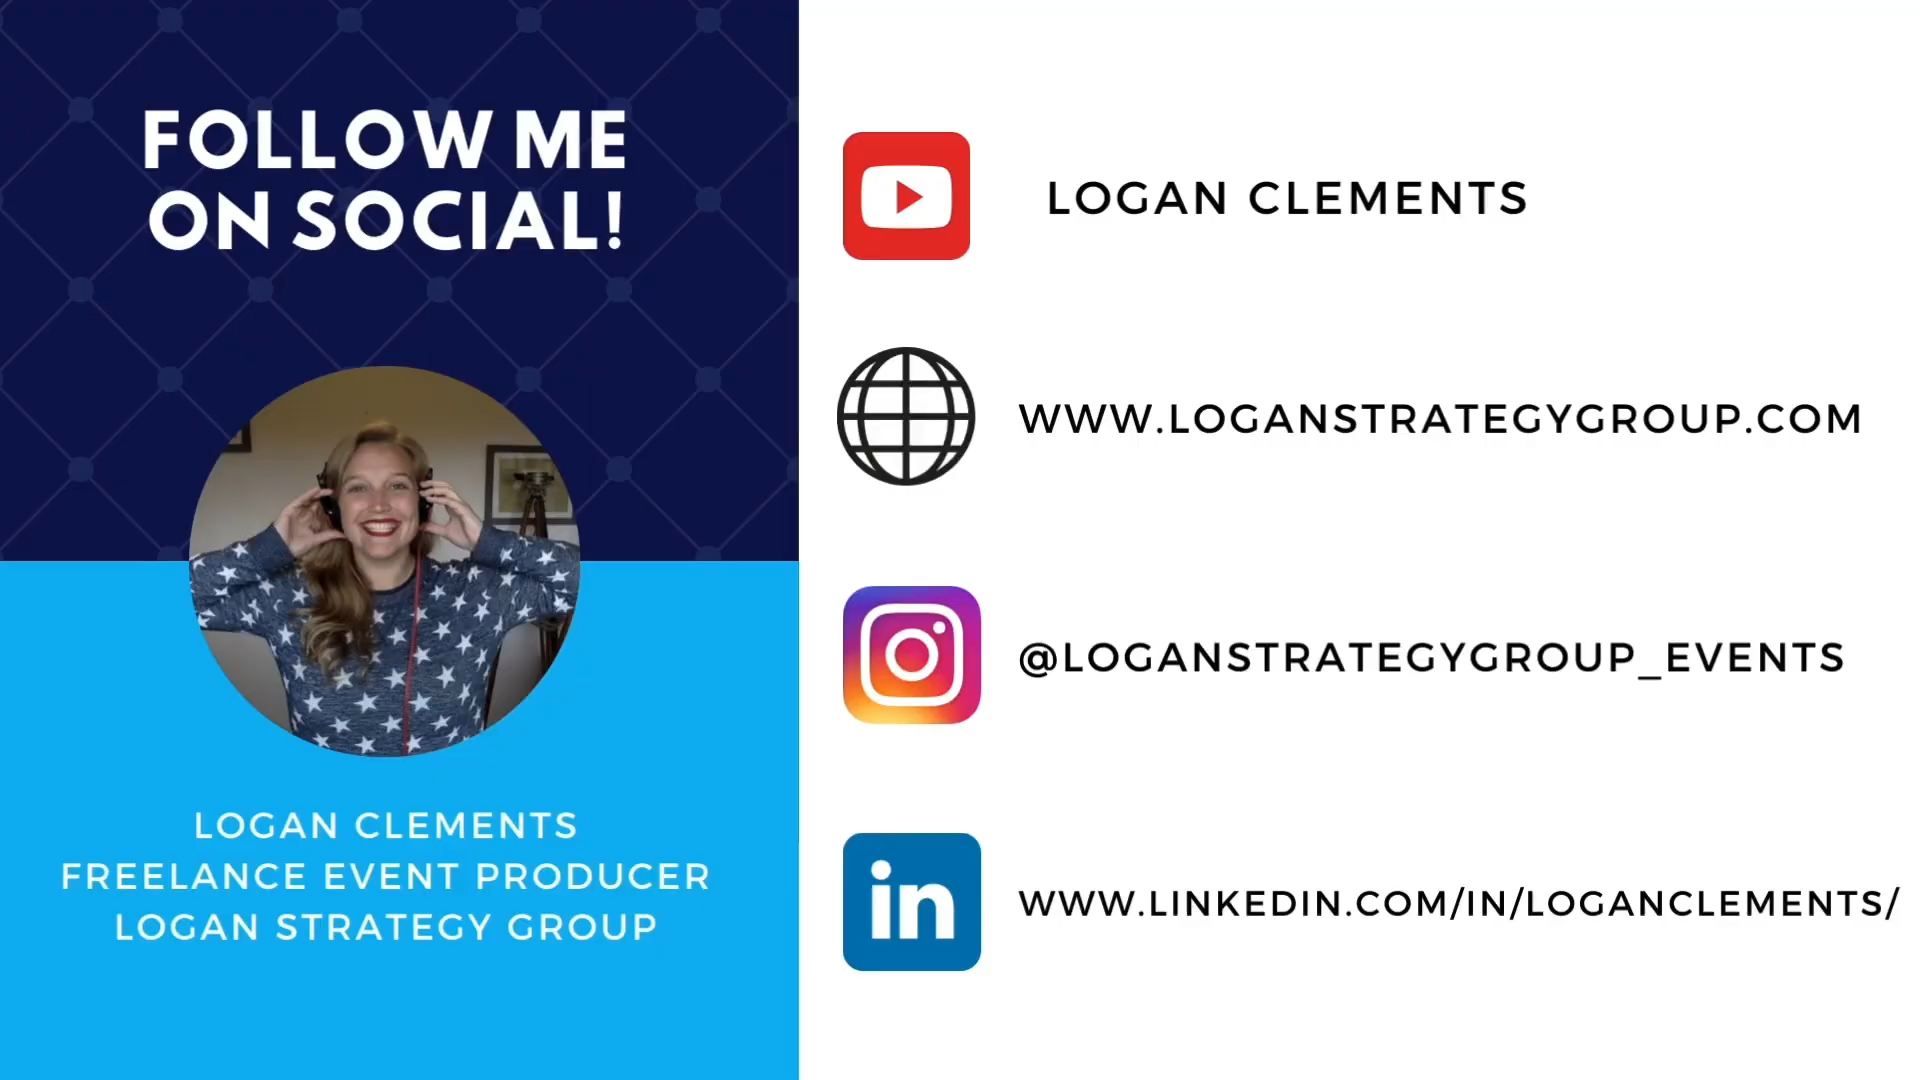 FOLLOW ME
ON SOCIAL!
LOGAN CLEMENTS
FREELANCE EVENT PRODUCER
LOGAN STRATEGY GROUP
LOGAN CLEMENTS
WWW.LOGANSTRATEGYGROUP.COM
@LOGANSTRATEGYGROUP_EVENTS
in
WWW.LINKEDIN.COM/IN/LOGANCLEMENTS/